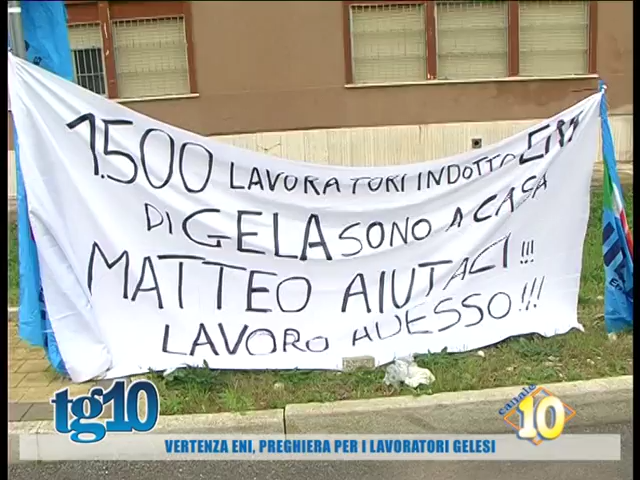 1.500 LAVORATORI INDOTTO ENI
DI GELA SONO A CASA
MATTEO AIUTACI!!!
LAVORO ADESSO!!!
tg10
canale
10
VERTENZA ENI, PREGHIERA PER I LAVORATORI GELESI